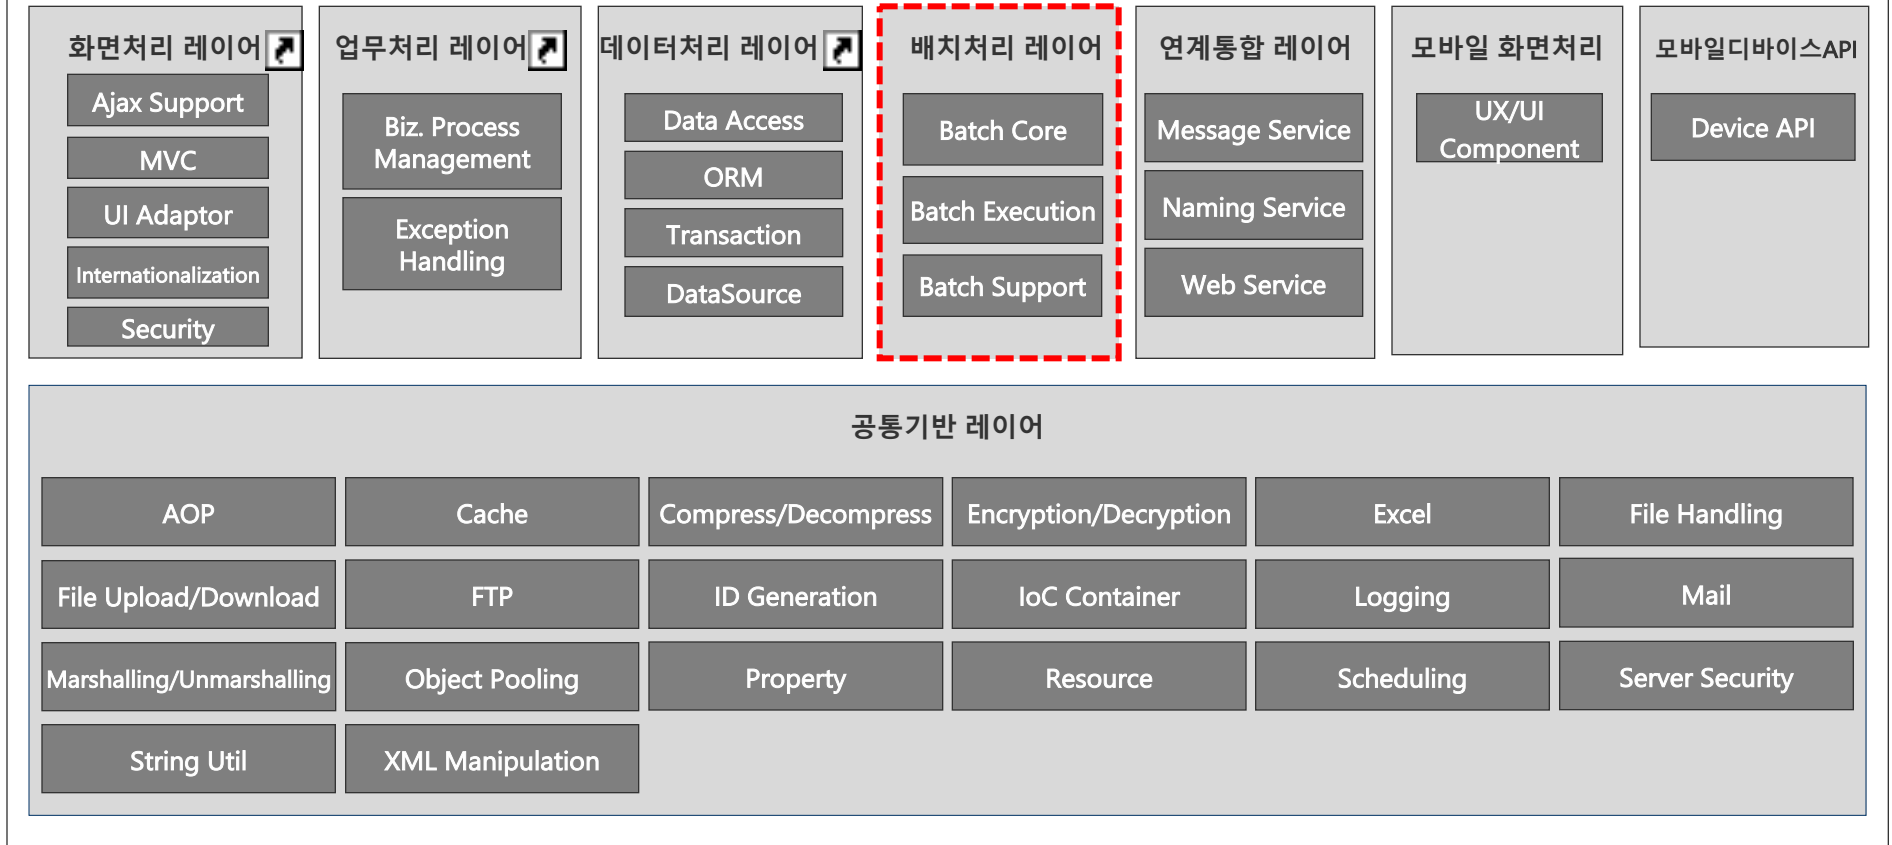 화면처리 레이어
Ajax Support
MVC
UI Adaptor
Internationalization
Security
업무처리 레이어
Biz. Process
Management
Exception
Handling
데이터처리 레이어
Data Access
ORM
Transaction
DataSource
배치처리 레이어
Batch Core
Batch Execution
Batch Support
연계통합 레이어
Message Service
Naming Service
Web Service
모바일 화면처리
UX/UI
Component
모바일디바이스API
Device API
공통기반 레이어
AOP
Cache
Compress/Decompress
Encryption/Decryption
Excel
File Handling
File Upload/Download
FTP
ID Generation
IoC Container
Logging
Mail
Marshalling/Unmarshalling
Object Pooling
Property
Resource
Scheduling
Server Security
String Util
XML Manipulation